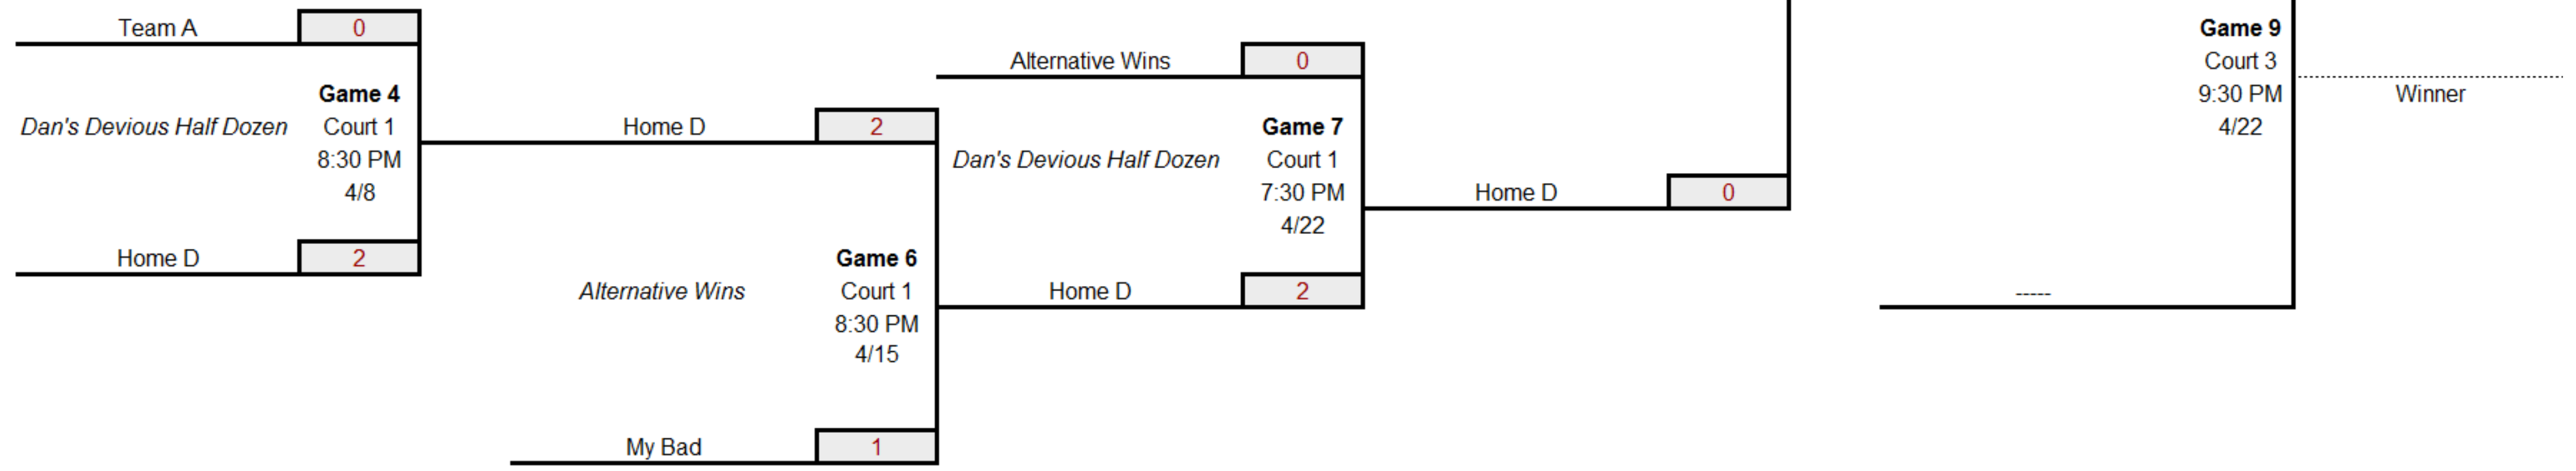 Team A
0
Game 4
Dan's Devious Half Dozen
Court 1
8:30 PM
4/8
Home D
2
Home D
2
Game 6
Alternative Wins
Court 1
8:30 PM
4/15
My Bad
1
Alternative Wins
0
Game 7
Dan's Devious Half Dozen
Court 1
7:30 PM
4/22
Home D
2
Home D
0
Game 9
Court 3
9:30 PM
4/22
Winner
-----